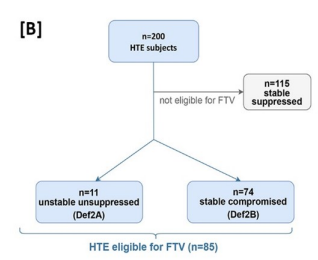 [B]
n=200
HTE subjects
not eligible for FTV
n=115
stable
suppressed
n=11
unstable unsuppressed
(Def2A)
n=74
stable compromised
(Def2B)
HTE eligible for FTV (n=85)